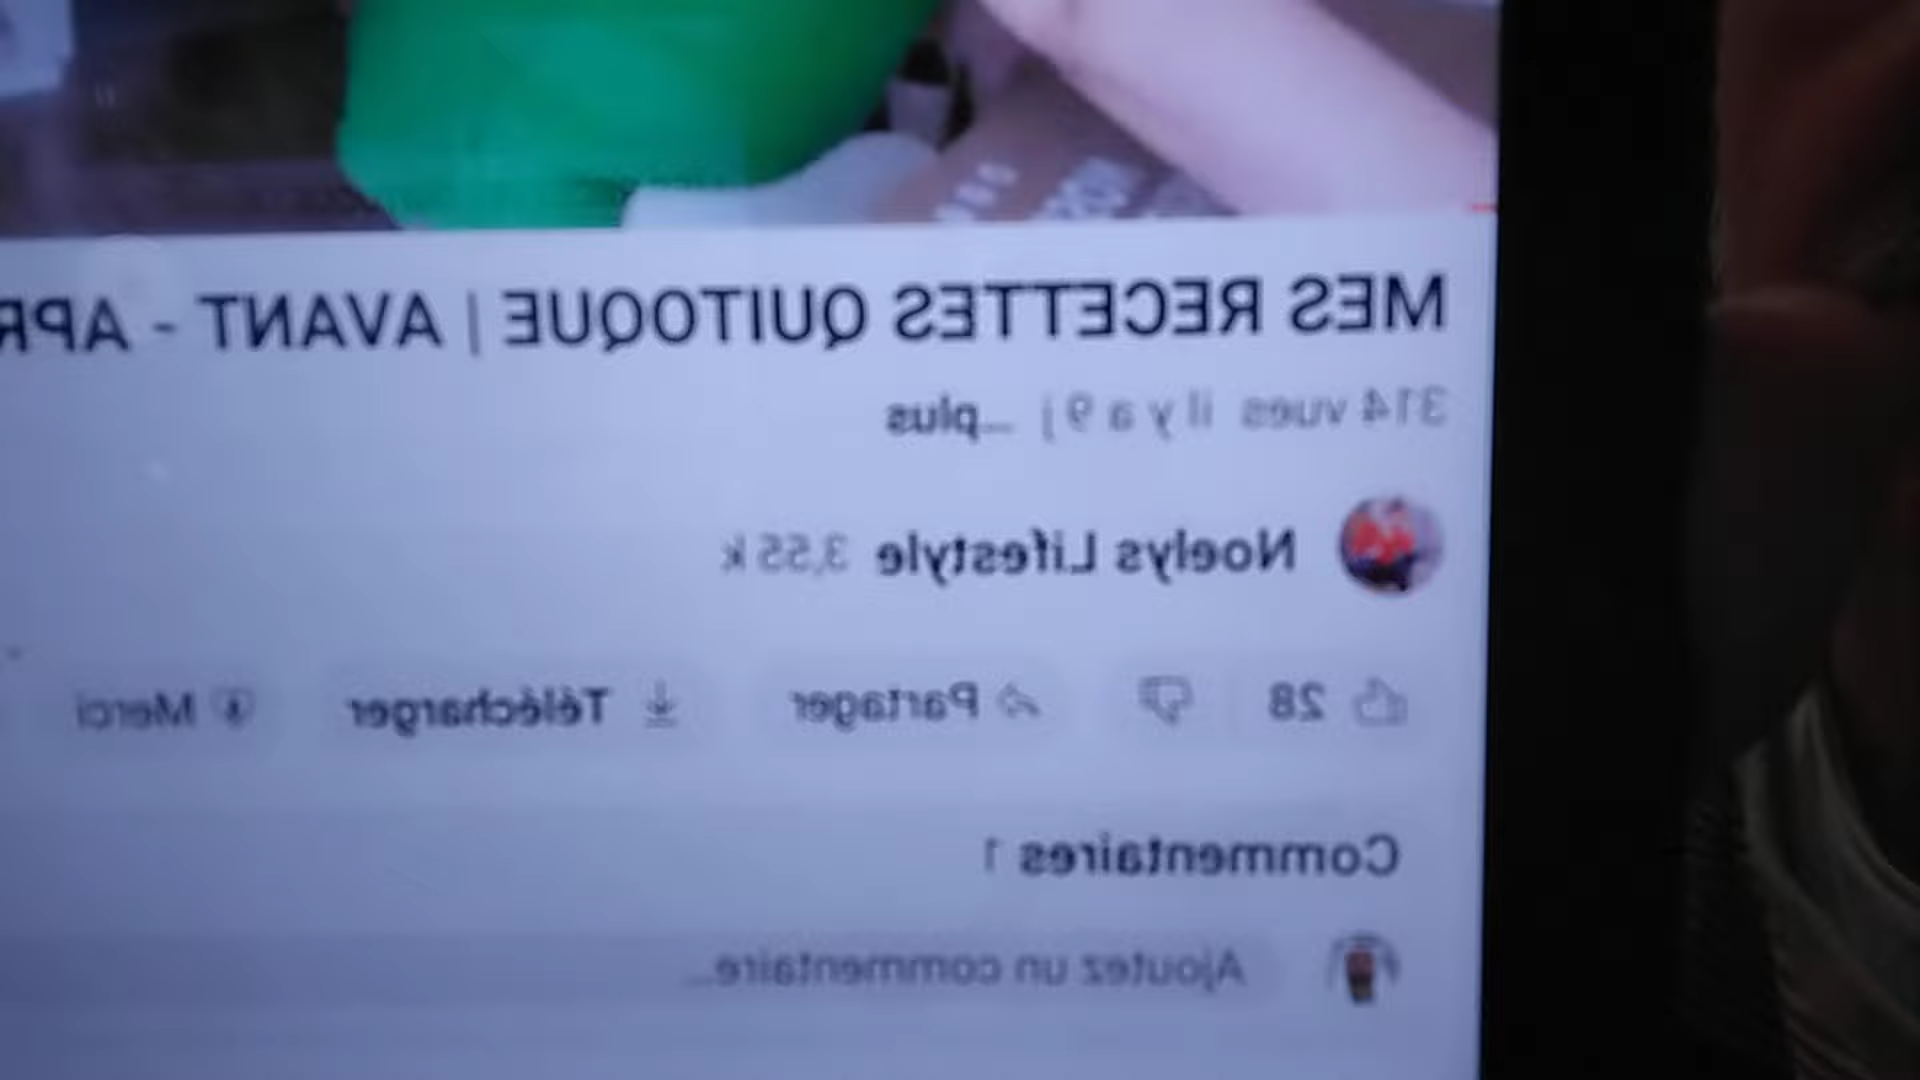 MES RECETTES QUITOQUE | AVANT - APR
314 vues il y a 9 j ...plus
Noelys Lifestyle 3,55 k
28 Partager Télécharger Merci
Commentaires 1
Ajoutez un commentaire...